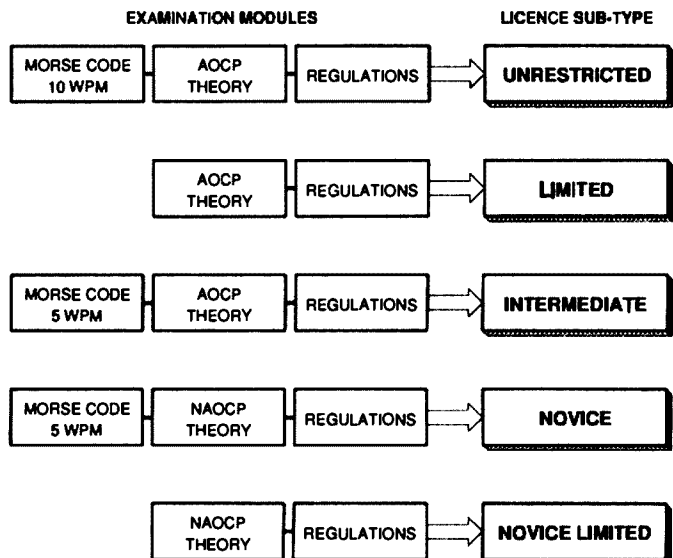 EXAMINATION MODULES LICENCE SUB-TYPE
MORSE CODE
10 WPM
AOCP
THEORY
REGULATIONS
UNRESTRICTED
AOCP
THEORY
REGULATIONS
LIMITED
MORSE CODE
5 WPM
AOCP
THEORY
REGULATIONS
INTERMEDIATE
MORSE CODE
5 WPM
NAOCP
THEORY
REGULATIONS
NOVICE
NAOCP
THEORY
REGULATIONS
NOVICE LIMITED